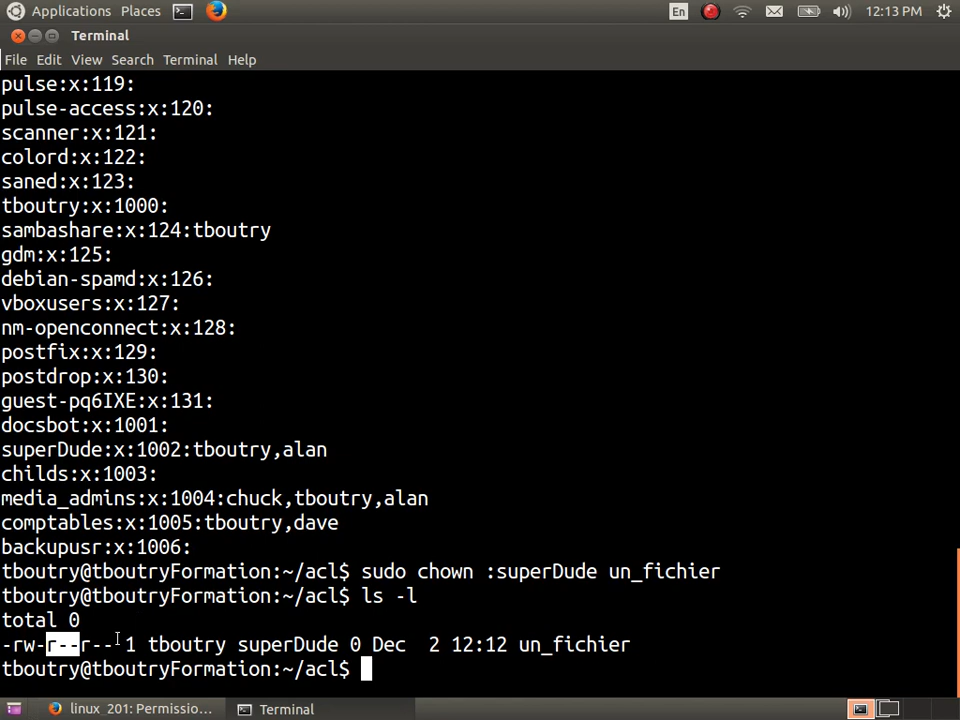 Applications Places En 12:13 PM
Terminal
File Edit View Search Terminal Help
pulse:x:119:
pulse-access:x:120:
scanner:x:121:
colord:x:122:
saned:x:123:
tboutry:x:1000:
sambashare:x:124:tboutry
gdm:x:125:
debian-spamd:x:126:
vboxusers:x:127:
nm-openconnect:x:128:
postfix:x:129:
postdrop:x:130:
guest-pq6IXE:x:131:
docsbot:x:1001:
superDude:x:1002:tboutry,alan
childs:x:1003:
media_admins:x:1004:chuck,tboutry,alan
comptables:x:1005:tboutry,dave
backupusr:x:1006:
tboutry@tboutryFormation:~/acl$ sudo chown :superDude un_fichier
tboutry@tboutryFormation:~/acl$ ls -l
total 0
-rw-r--r-- 1 tboutry superDude 0 Dec  2 12:12 un_fichier
tboutry@tboutryFormation:~/acl$
linux_201: Permissio... Terminal